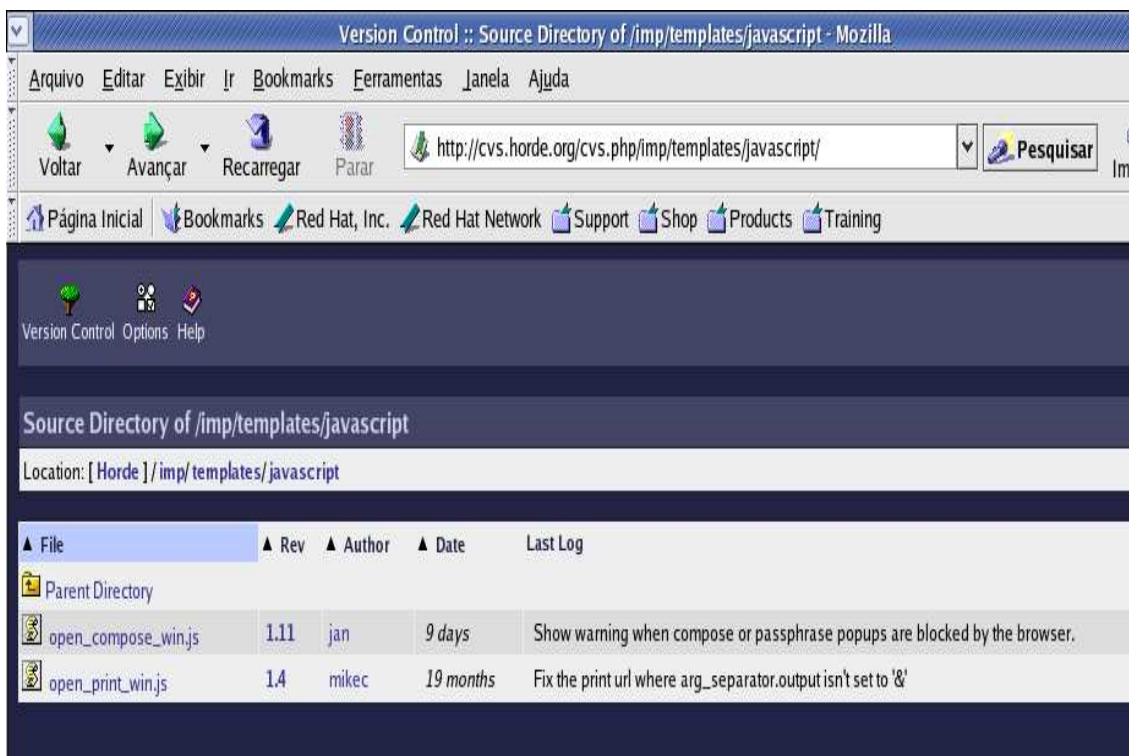 Version Control :: Source Directory of /imp/templates/javascript - Mozilla
Arquivo Editar Exibir Ir Bookmarks Ferramentas Janela Ajuda
Voltar Avançar Recarregar Parar http://cvs.horde.org/cvs.php/imp/templates/javascript/ Pesquisar
Página Inicial Bookmarks Red Hat, Inc. Red Hat Network Support Shop Products Training
Version Control Options Help
Source Directory of /imp/templates/javascript
Location: [ Horde ] / imp/ templates/ javascript
▲ File ▲ Rev ▲ Author ▲ Date Last Log
Parent Directory
open_compose_win.js 1.11 jan 9 days Show warning when compose or passphrase popups are blocked by the browser.
open_print_win.js 1.4 mikec 19 months Fix the print url where arg_separator.output isn't set to '&'